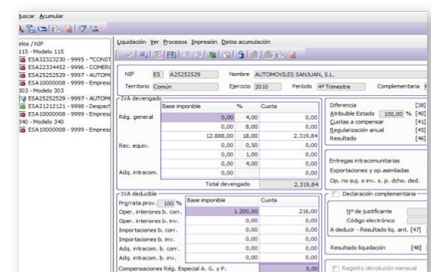 Buscar Acumular
elos / NIF
115 - Modelo 115
ESA32323230 - 9995 - "CONST
ESA22334452 - 9996 - COMERI
ESA25252529 - 9997 - AUTOMI
ESA10000008 - 9999 - Empresa
303 - Modelo 303
ESA25252529 - 9997 - AUTOM
ESA21212121 - 9998 - Despach
ESA10000008 - 9999 - Empres
340 - Modelo 340
ESA10000008 - 9999 - Empres
Liquidación Ver Procesos Impresión Datos acumulación
NIF ES A25252529 Nombre AUTOMOVILES SANJUAN, S.L.
Territorio Común Ejercicio 2010 Período 4º Trimestre Complementaria
IVA devengado
Base imponible % Cuota
Rég. general 0,00 4,00 0,00
0,00 8,00 0,00
12.888,00 18,00 2.319,84
Rec. equiv. 0,00 0,50 0,00
0,00 1,00 0,00
0,00 4,00 0,00
Adq. intracom. 0,00 0,00
Total devengado 2.319,84
Diferencia [38]
Atribuible Estado 100,00 % [40]
Cuotas a compensar [41]
Regularización anual [45]
Resultado [46]
Entregas intracomunitarias
Exportaciones y op.asimiladas
Op. no suj. o inv. s. p. dcho. ded.
IVA deducible
Prorrata prov. 100 % Base imponible Cuota
Oper. interiores b. corr. 1.200,00 216,00
Oper. interiores b. inv. 0,00 0,00
Importaciones b. corr. 0,00 0,00
Importaciones b. inv. 0,00 0,00
Adq. intracom. b. corr. 0,00 0,00
Adq. intracom. b. inv. 0,00 0,00
Compensaciones Rég. Especial A. G. y P. 0,00
Declaración complementaria
Nº de justificante
Código electrónico
A deducir - Resultado liq. ant. [47]
Resultado liquidación [48]
Registro devolución mensual